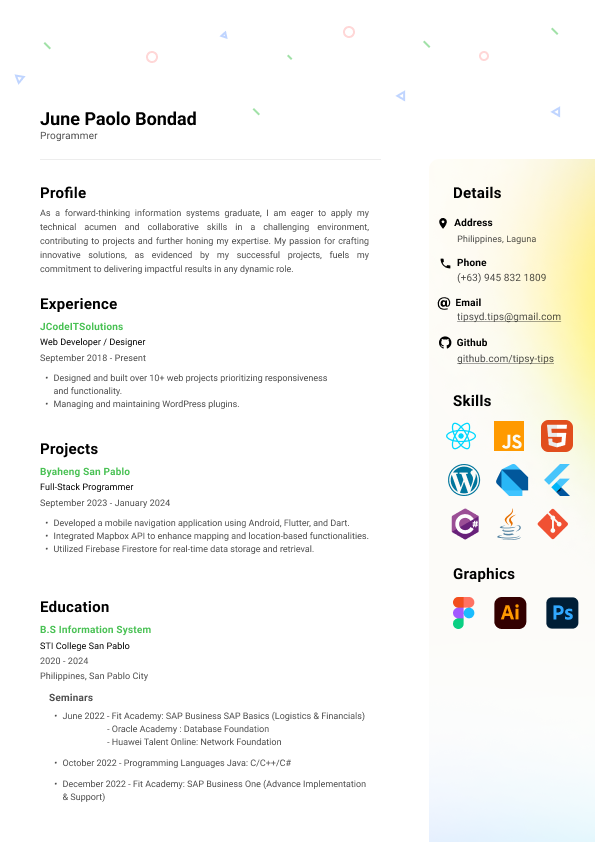 June Paolo Bondad
Programmer
Profile
As a forward-thinking information systems graduate, I am eager to apply my
technical acumen and collaborative skills in a challenging environment,
contributing to projects and further honing my expertise. My passion for crafting
innovative solutions, as evidenced by my successful projects, fuels my
commitment to delivering impactful results in any dynamic role.
Experience
JCodeITSolutions
Web Developer / Designer
September 2018 - Present
• Designed and built over 10+ web projects prioritizing responsiveness
and functionality.
• Managing and maintaining WordPress plugins.
Projects
Byaheng San Pablo
Full-Stack Programmer
September 2023 - January 2024
• Developed a mobile navigation application using Android, Flutter, and Dart.
• Integrated Mapbox API to enhance mapping and location-based functionalities.
• Utilized Firebase Firestore for real-time data storage and retrieval.
Education
B.S Information System
STI College San Pablo
2020 - 2024
Philippines, San Pablo City
Seminars
• June 2022 - Fit Academy: SAP Business SAP Basics (Logistics & Financials)
- Oracle Academy : Database Foundation
- Huawei Talent Online: Network Foundation
• October 2022 - Programming Languages Java: C/C++/C#
• December 2022 - Fit Academy: SAP Business One (Advance Implementation
& Support)
Details
Address
Philippines, Laguna
Phone
(+63) 945 832 1809
@ Email
tipsyd.tips@gmail.com
Github
github.com/tipsy-tips
Skills
JS
5
W
C#
Graphics
Ai
Ps